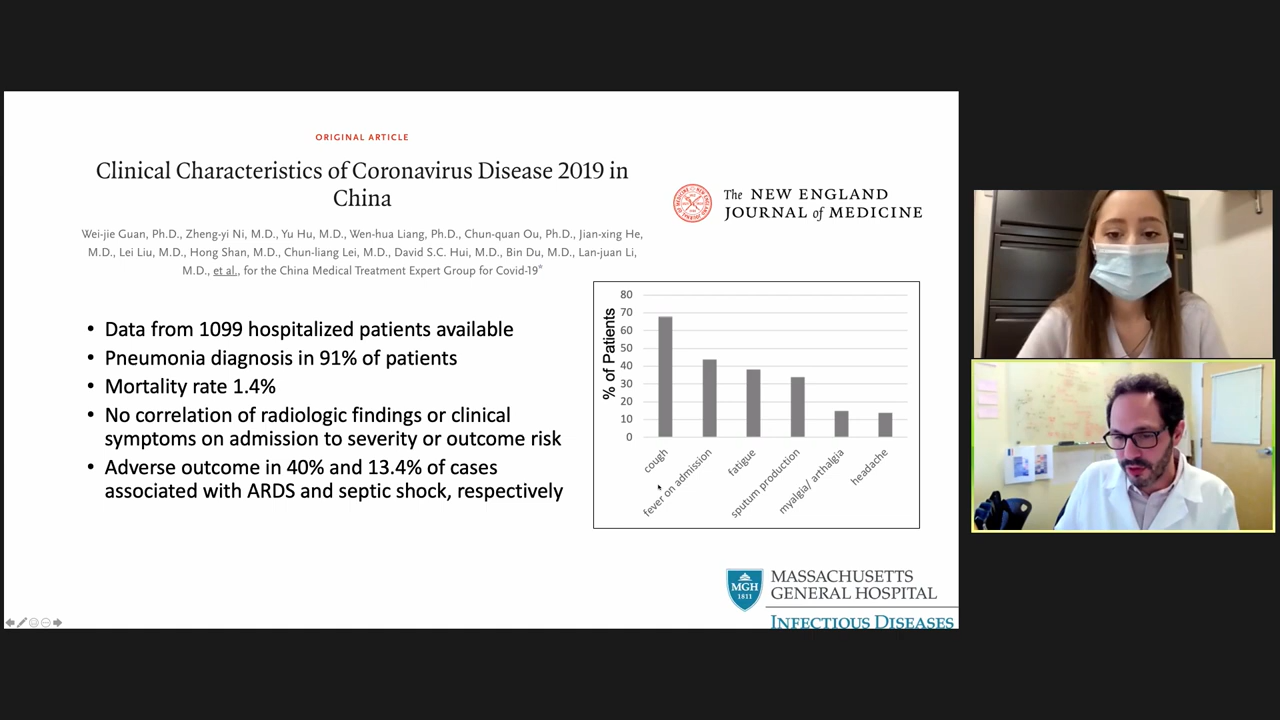 ORIGINAL ARTICLE
Clinical Characteristics of Coronavirus Disease 2019 in
China
Wei-jie Guan, Ph.D., Zheng-yi Ni, M.D., Yu Hu, M.D., Wen-hua Liang, Ph.D., Chun-quan Ou, Ph.D., Jian-xing He,
M.D., Lei Liu, M.D., Hong Shan, M.D., Chun-liang Lei, M.D., David S.C. Hui, M.D., Bin Du, M.D., Lan-juan Li,
M.D., et al., for the China Medical Treatment Expert Group for Covid-19*
The NEW ENGLAND
JOURNAL of MEDICINE
• Data from 1099 hospitalized patients available
• Pneumonia diagnosis in 91% of patients
• Mortality rate 1.4%
• No correlation of radiologic findings or clinical
symptoms on admission to severity or outcome risk
• Adverse outcome in 40% and 13.4% of cases
associated with ARDS and septic shock, respectively
% of Patients
80
70
60
50
40
30
20
10
0
cough
fever on admission
fatigue
sputum production
myalgia/ arthalgia
headache
MGH
1811
MASSACHUSETTS
GENERAL HOSPITAL
INFECTIOUS DISEASES